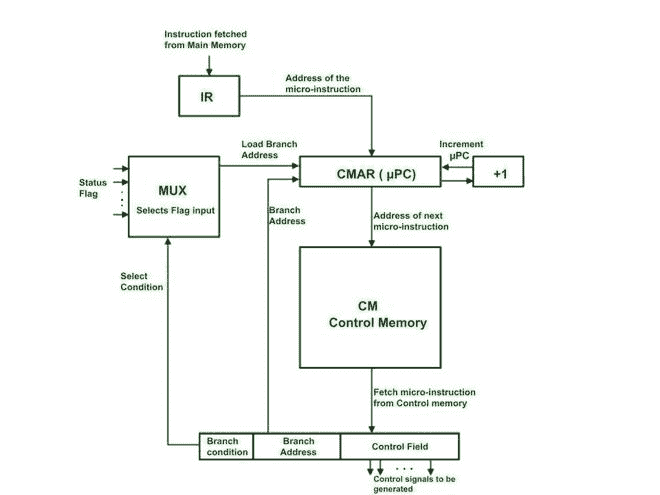 Instruction fetched
from Main Memory
IR
Address of the
micro-instruction
Load Branch
Address
Increment
μPC
CMAR ( μPC)
+1
Status
Flag
MUX
Selects Flag input
Branch
Address
Address of next
micro-instruction
Select
Condition
CM
Control Memory
Fetch micro-instruction
from Control memory
Branch
condition
Branch
Address
Control Field
Control signals to be
generated